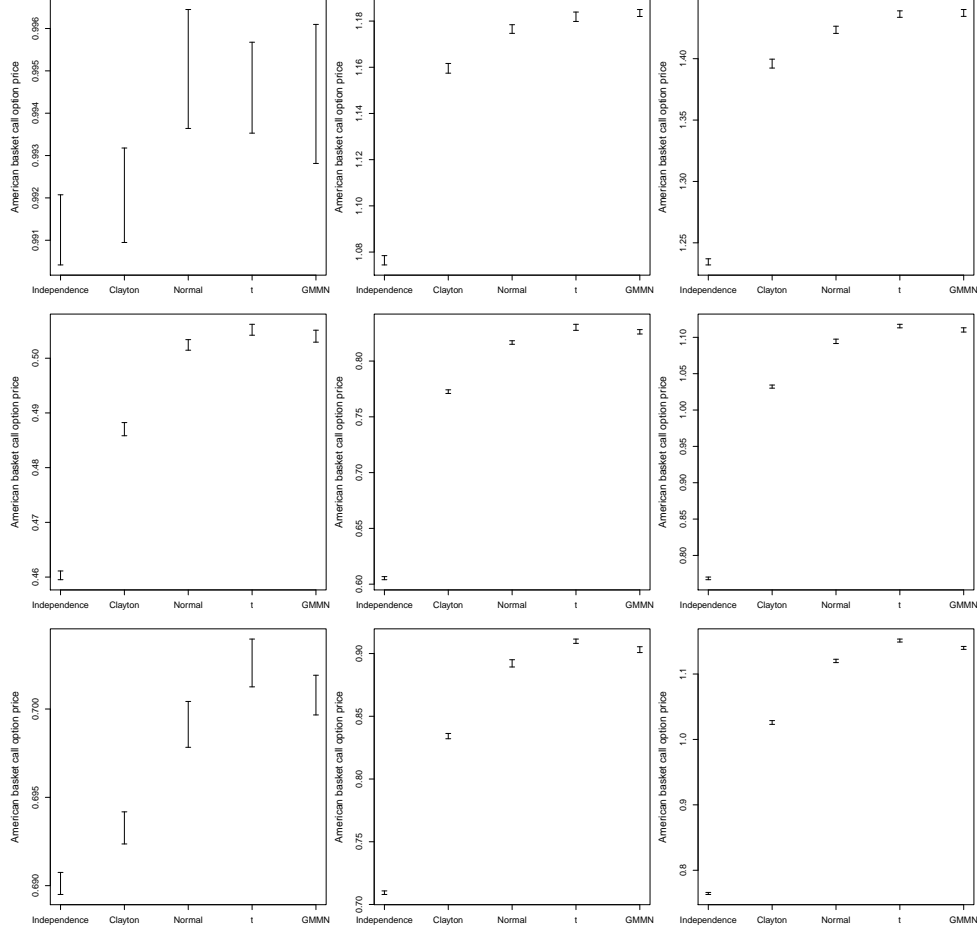 American basket call option price
0.991 0.992 0.993 0.994 0.995 0.996
Independence Clayton Normal t GMMN
American basket call option price
1.08 1.10 1.12 1.14 1.16 1.18
Independence Clayton Normal t GMMN
American basket call option price
1.25 1.30 1.35 1.40
Independence Clayton Normal t GMMN
American basket call option price
0.46 0.47 0.48 0.49 0.50
Independence Clayton Normal t GMMN
American basket call option price
0.60 0.65 0.70 0.75 0.80
Independence Clayton Normal t GMMN
American basket call option price
0.80 0.85 0.90 0.95 1.00 1.05 1.10
Independence Clayton Normal t GMMN
American basket call option price
0.690 0.695 0.700
Independence Clayton Normal t GMMN
American basket call option price
0.70 0.75 0.80 0.85 0.90
Independence Clayton Normal t GMMN
American basket call option price
0.8 0.9 1.0 1.1
Independence Clayton Normal t GMMN